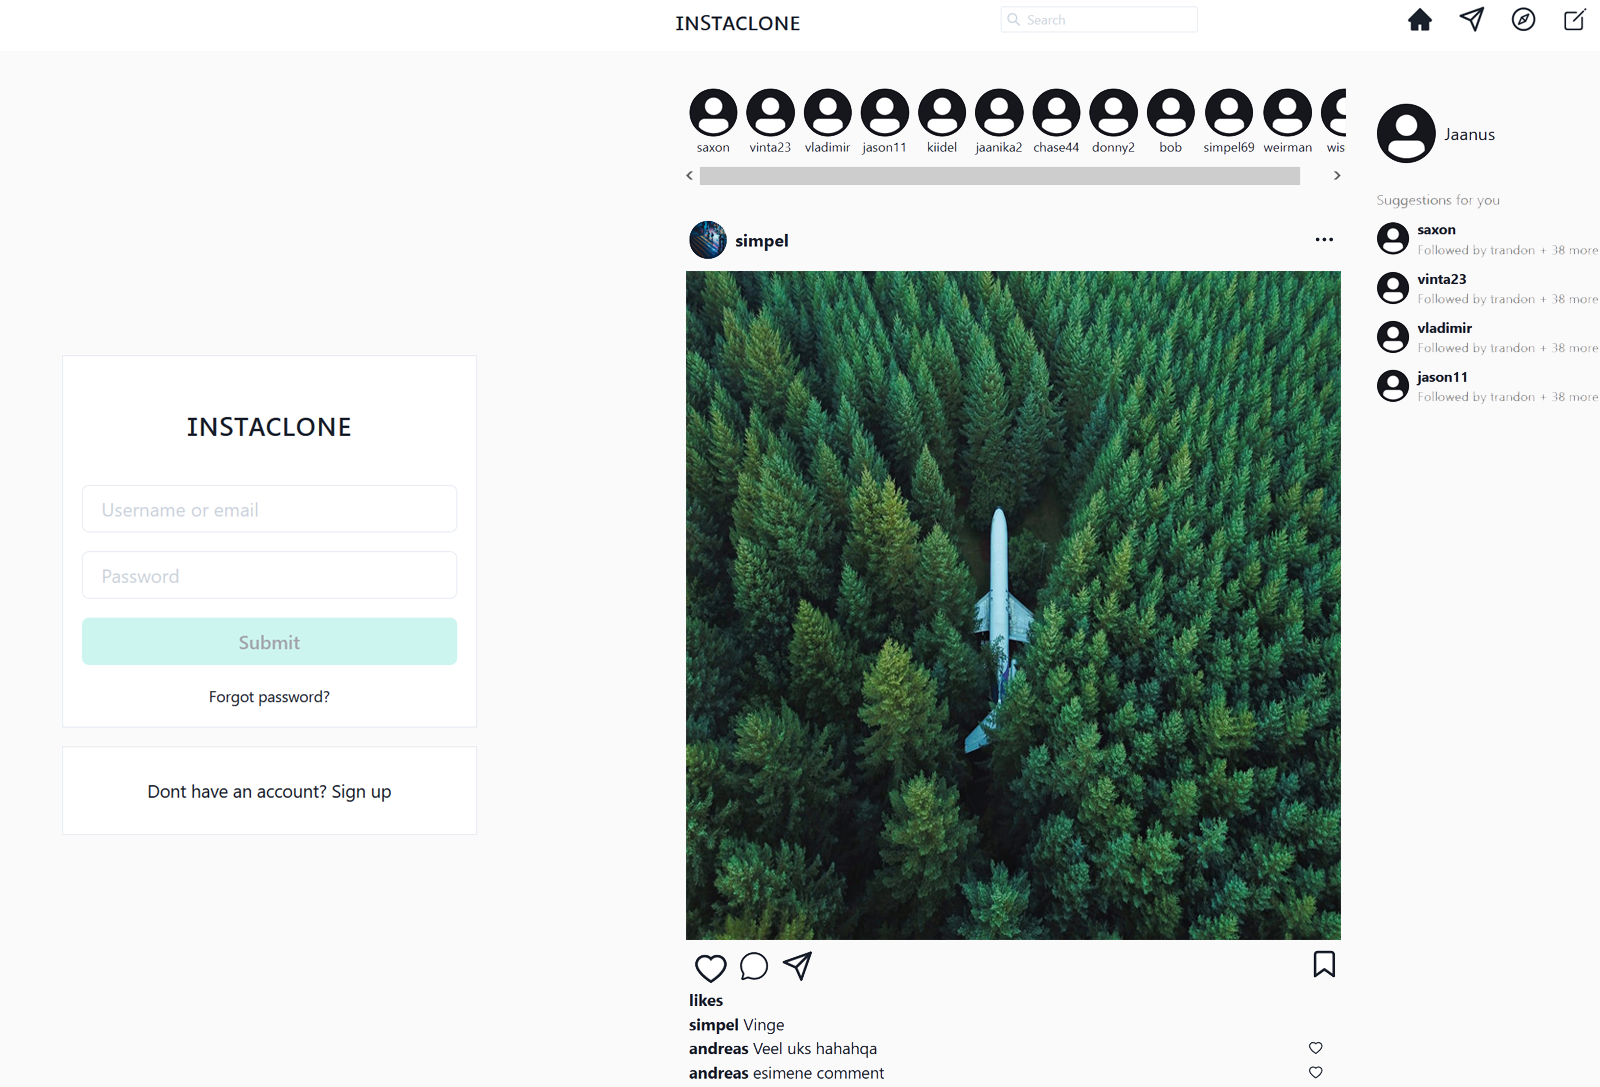 INSTACLONE
Search
saxon
vinta23
vladimir
jason11
kiidel
jaanika2
chase44
donny2
bob
simpel69
weirman
wis
Jaanus
Suggestions for you
saxon
Followed by trandon + 38 more
vinta23
Followed by trandon + 38 more
vladimir
Followed by trandon + 38 more
jason11
Followed by trandon + 38 more
simpel
INSTACLONE
Username or email
Password
Submit
Forgot password?
Dont have an account? Sign up
likes
simpel Vinge
andreas Veel uks hahahqa
andreas esimene comment